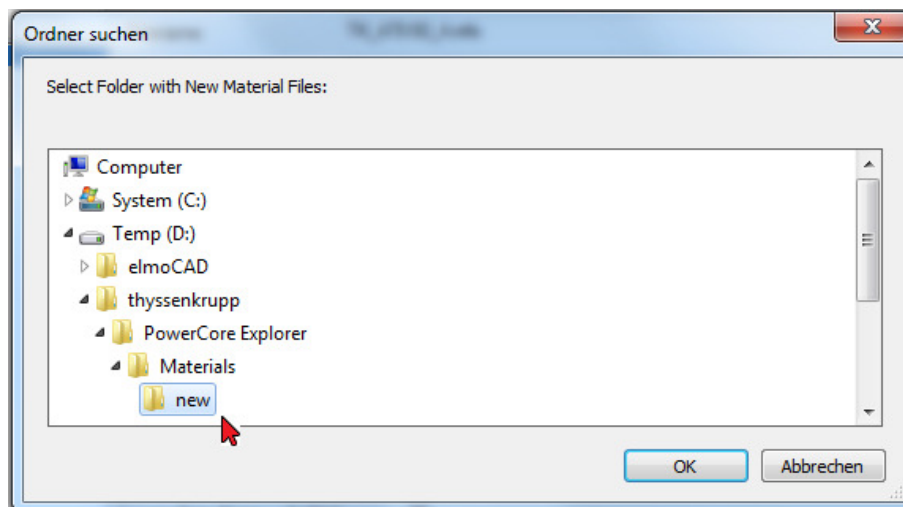 Ordner suchen
Select Folder with New Material Files:
Computer
System (C:)
Temp (D:)
elmoCAD
thyssenkrupp
PowerCore Explorer
Materials
new
OK Abbrechen